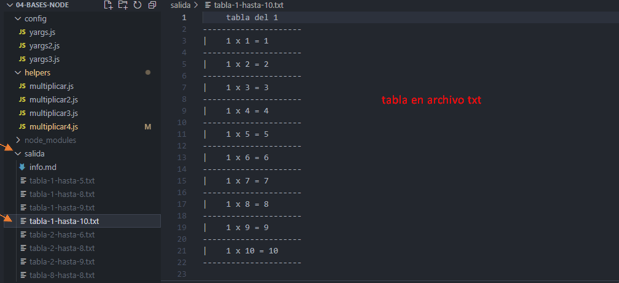 04-BASES-NODE
config
JS yargs.js
JS yargs2.js
JS yargs3.js
helpers
JS multiplicar.js
JS multiplicar2.js
JS multiplicar3.js
JS multiplicar4.js M
node_modules
salida
info.md
tabla-1-hasta-5.txt
tabla-1-hasta-8.txt
tabla-1-hasta-9.txt
tabla-1-hasta-10.txt
tabla-2-hasta-6.txt
tabla-2-hasta-8.txt
tabla-2-hasta-9.txt
tabla-8-hasta-8.txt
salida > tabla-1-hasta-10.txt
1 tabla del 1
2 ---------------------
3 | 1 x 1 = 1
4 ---------------------
5 | 1 x 2 = 2
6 ---------------------
7 | 1 x 3 = 3
8 ---------------------
9 | 1 x 4 = 4
10 ---------------------
11 | 1 x 5 = 5
12 ---------------------
13 | 1 x 6 = 6
14 ---------------------
15 | 1 x 7 = 7
16 ---------------------
17 | 1 x 8 = 8
18 ---------------------
19 | 1 x 9 = 9
20 ---------------------
21 | 1 x 10 = 10
22 ---------------------
23
tabla en archivo txt